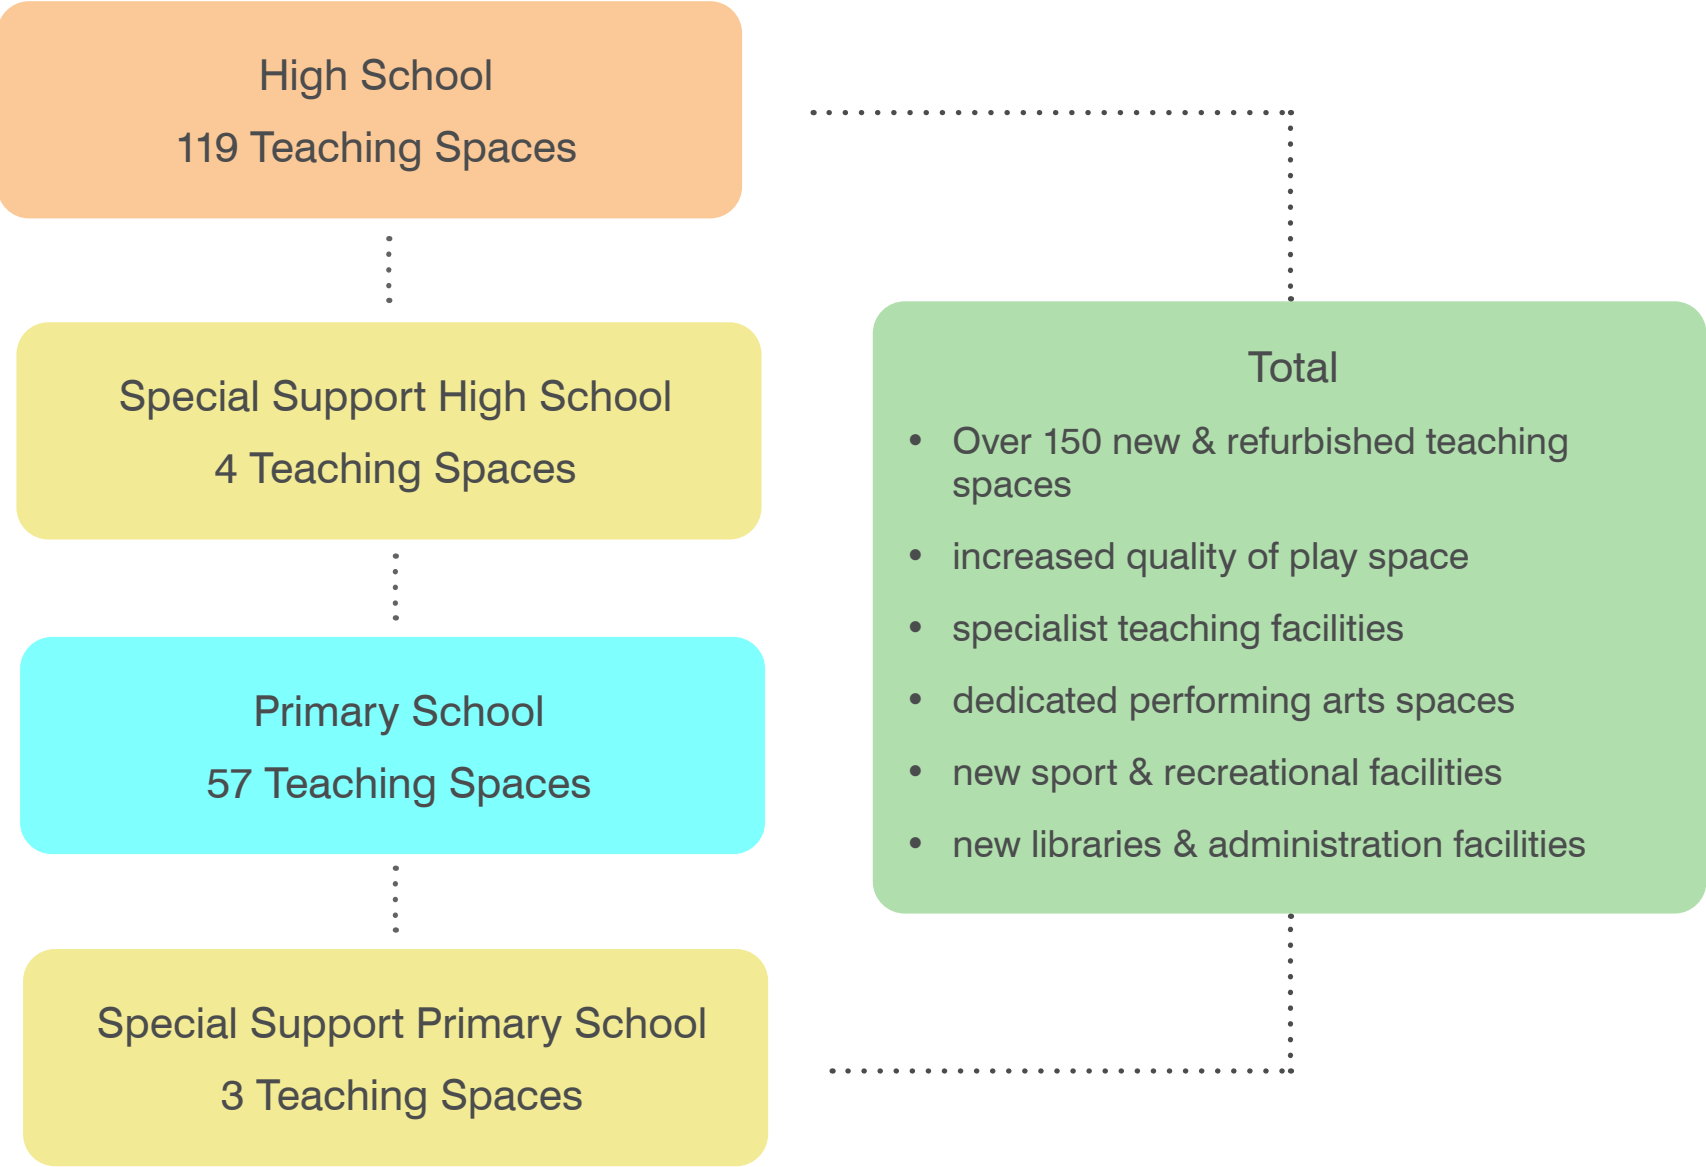 High School
119 Teaching Spaces
Special Support High School
4 Teaching Spaces
Primary School
57 Teaching Spaces
Special Support Primary School
3 Teaching Spaces
Total
• Over 150 new & refurbished teaching
spaces
• increased quality of play space
• specialist teaching facilities
• dedicated performing arts spaces
• new sport & recreational facilities
• new libraries & administration facilities